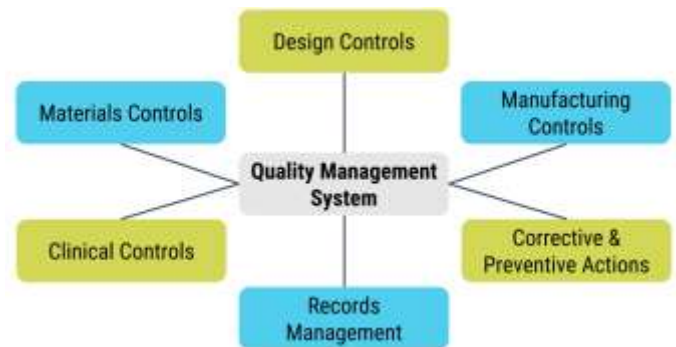 Design Controls
Materials Controls
Manufacturing
Controls
Quality Management
System
Clinical Controls
Corrective &
Preventive Actions
Records
Management